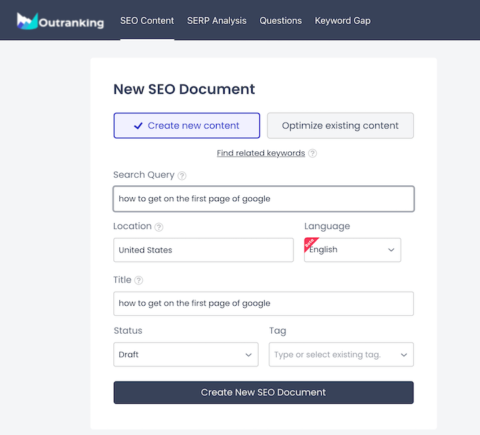 Outranking SEO Content SERP Analysis Questions Keyword Gap
New SEO Document
Create new content Optimize existing content
Find related keywords ?
Search Query ?
how to get on the first page of google
Location ? Language
United States English
Title ?
how to get on the first page of google
Status Tag
Draft Type or select existing tag.
Create New SEO Document